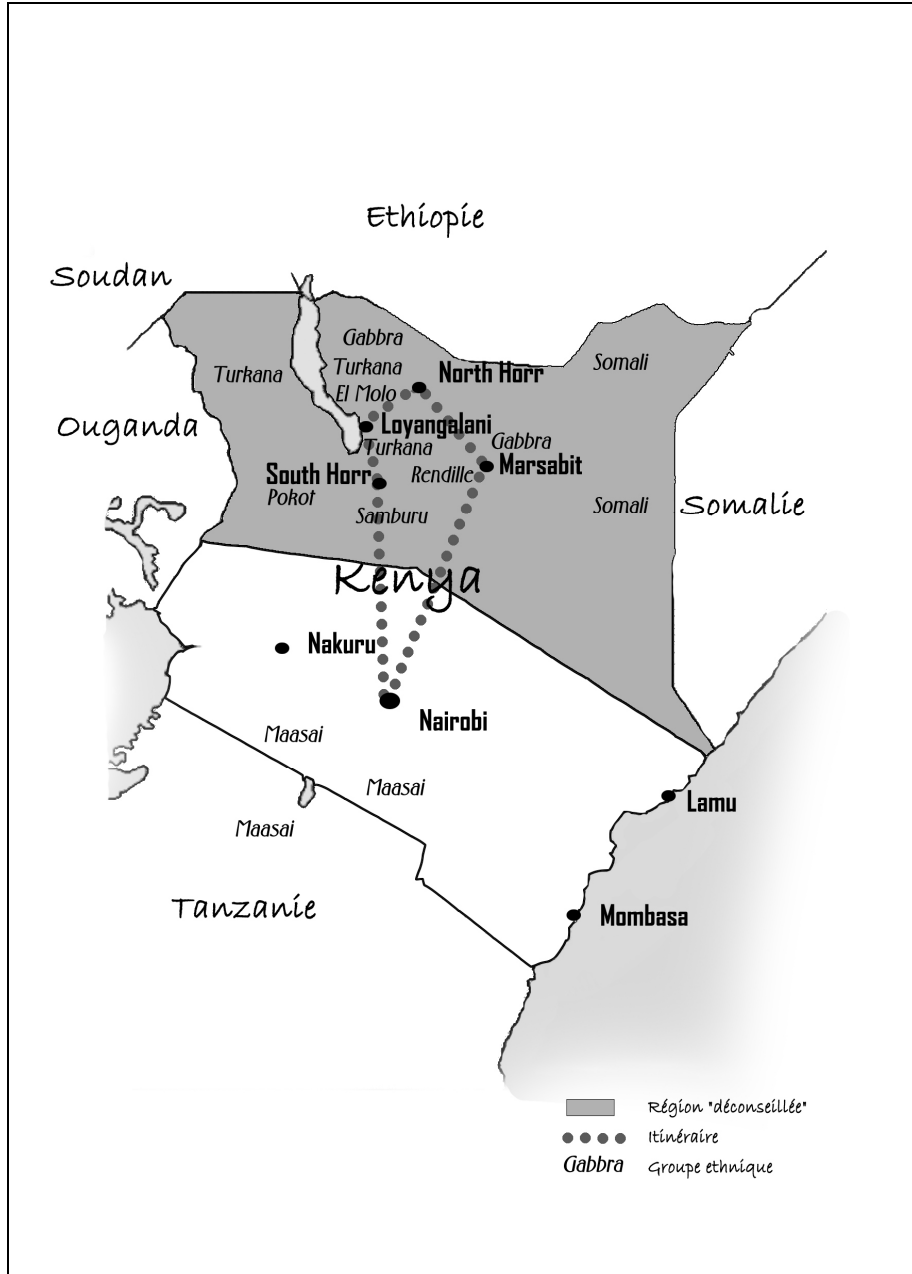 Ethiopie
Soudan
Gabbra
Somali
Turkana
Turkana
North Horr
El Molo
Ouganda
Loyangalani
Gabbra
Turkana
Marsabit
South Horr
Rendille
Pokot
Somali
Somalie
Samburu
Kenya
Nakuru
Nairobi
Maasai
Maasai
Lamu
Maasai
Tanzanie
Mombasa
Région "déconseillée"
Itinéraire
Gabbra Groupe ethnique